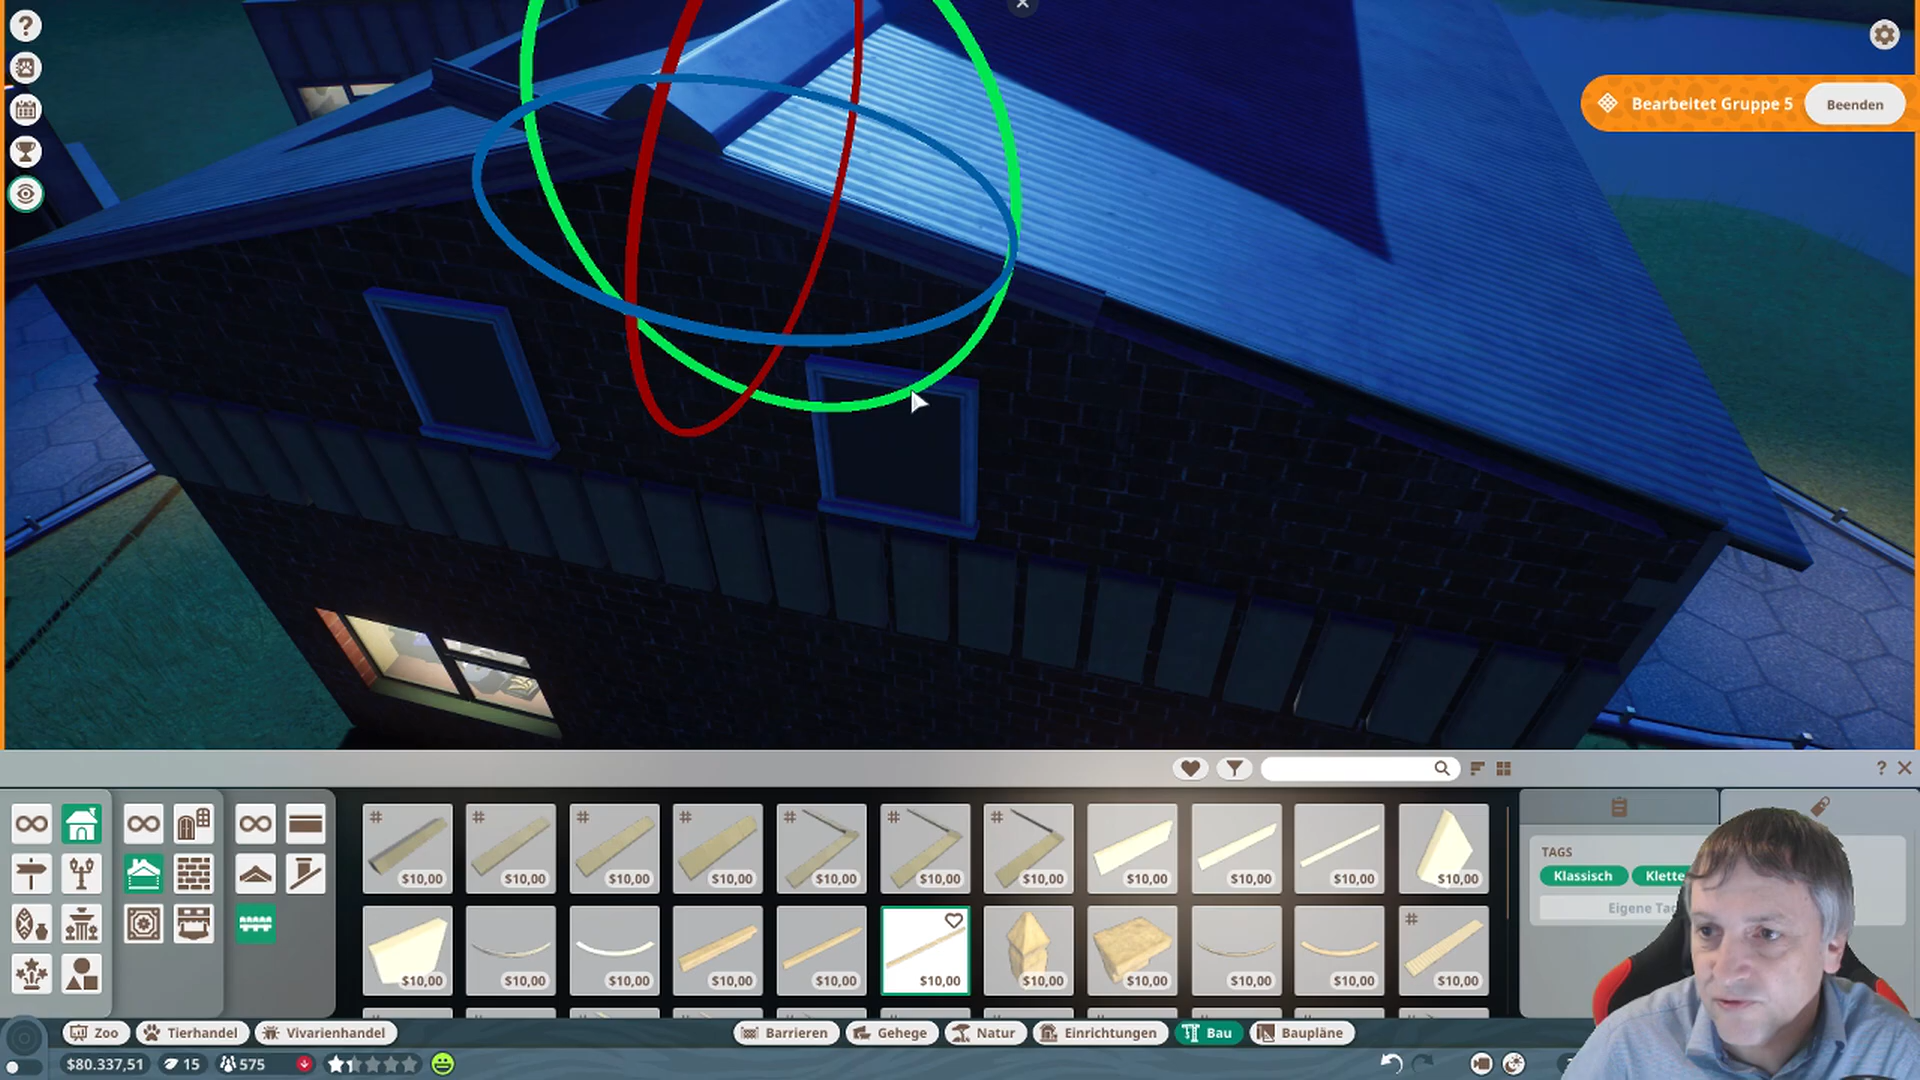 Bearbeitet Gruppe 5
Beenden
TAGS
Klassisch
Klette
Eigene Tag
$10,00 $10,00 $10,00 $10,00 $10,00 $10,00 $10,00 $10,00 $10,00 $10,00 $10,00
$10,00 $10,00 $10,00 $10,00 $10,00 $10,00 $10,00 $10,00 $10,00 $10,00 $10,00
Zoo Tierhandel Vivarienhandel Barrieren Gehege Natur Einrichtungen Bau Baupläne
$80.337,51 15 575